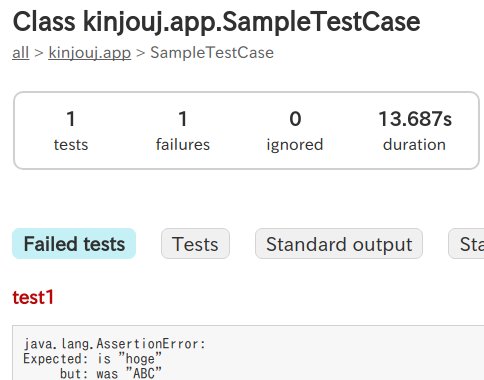 Class kinjouj.app.SampleTestCase
all > kinjouj.app > SampleTestCase
1 1 0 13.687s
tests failures ignored duration
Failed tests Tests Standard output Sta
test1
java.lang.AssertionError:
Expected: is "hoge"
but: was "ABC"